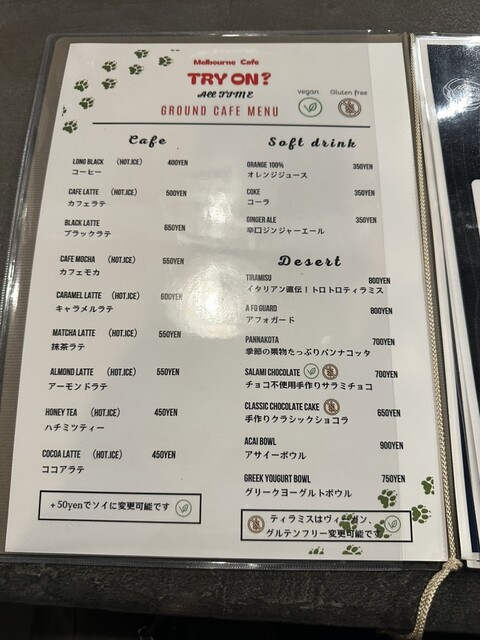 Melbourne Cafe
TRY ON?
All TIME
GROUND CAFE MENU
vegan
Gluten free
Cafe
LONG BLACK (HOT.ICE) 400YEN
コーヒー
CAFE LATTE (HOT.ICE) 500YEN
カフェラテ
BLACK LATTE 650YEN
ブラックラテ
CAFE MOCHA (HOT.ICE) 550YEN
カフェモカ
CARAMEL LATTE (HOT.ICE) 600YEN
キャラメルラテ
MATCHA LATTE (HOT.ICE) 550YEN
抹茶ラテ
ALMOND LATTE (HOT.ICE) 550YEN
アーモンドラテ
HONEY TEA (HOT.ICE) 450YEN
ハチミツティー
COCOA LATTE (HOT.ICE) 450YEN
ココアラテ
+50yenでソイに変更可能です
Soft drink
ORANGE 100% 350YEN
オレンジジュース
COKE 350YEN
コーラ
GINGER ALE 350YEN
辛口ジンジャーエール
Desert
TIRAMISU 800YEN
イタリアン直伝!トロトロティラミス
A FO GUARD 800YEN
アフォガード
PANNAKOTA 700YEN
季節の果物たっぷりパンナコッタ
SALAMI CHOCOLATE 700YEN
チョコ不使用手作りサラミチョコ
CLASSIC CHOCOLATE CAKE 650YEN
手作りクラシックショコラ
ACAI BOWL 900YEN
アサイーボウル
GREEK YOUGURT BOWL 750YEN
グリークヨーグルトボウル
ティラミスはヴィーガン、
グルテンフリー変更可能です